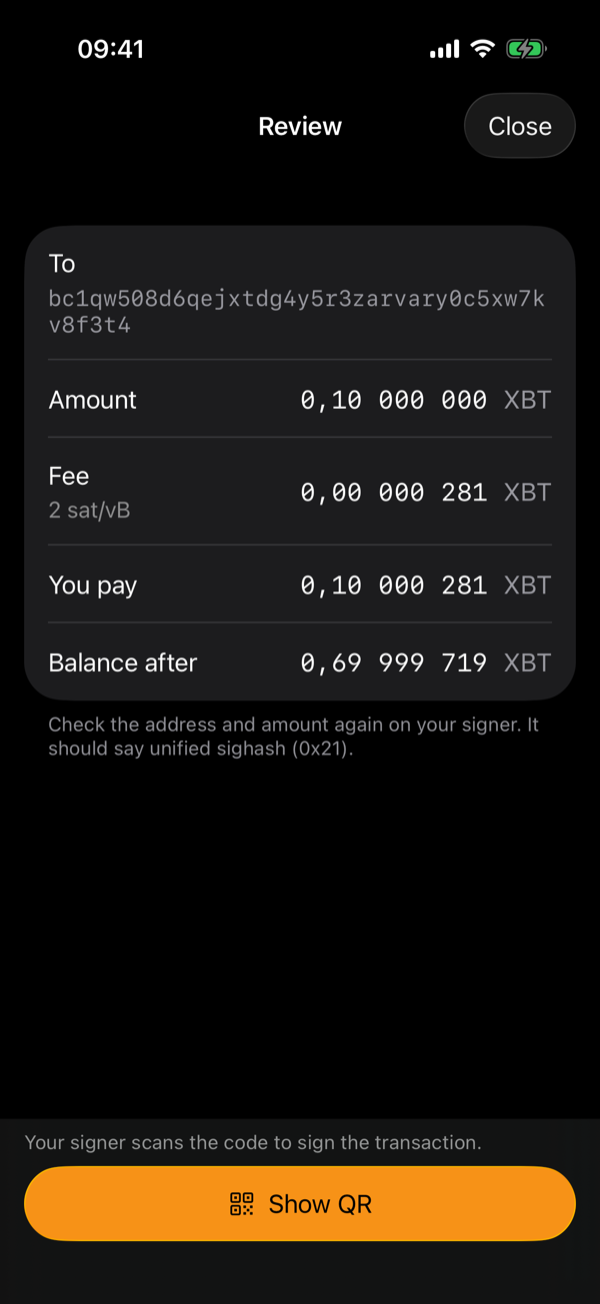 09:41
Review
Close
To
bc1qw508d6qejxtdg4y5r3zarvary0c5xw7k
v8f3t4
Amount 0,10 000 000 XBT
Fee 0,00 000 281 XBT
2 sat/vB
You pay 0,10 000 281 XBT
Balance after 0,69 999 719 XBT
Check the address and amount again on your signer. It
should say unified sighash (0x21).
Your signer scans the code to sign the transaction.
Show QR